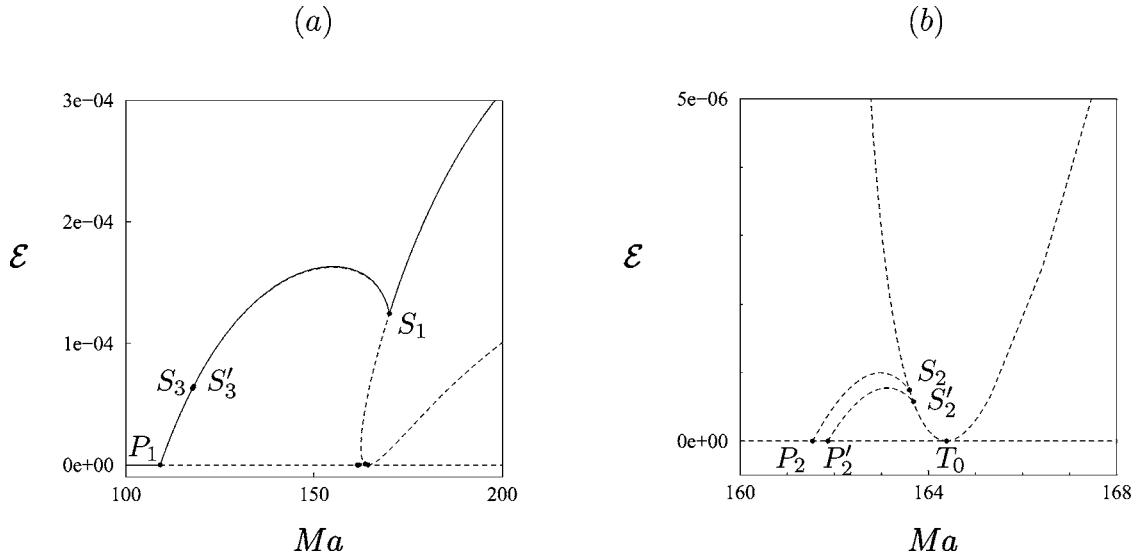 (a)
3e−04
2e−04
ℰ
S₁
1e−04
S₃ S₃′
P₁
0e+00
100 150 200
Ma
(b)
5e−06
ℰ
S₂
S₂′
0e+00
P₂ P₂′ T₀
160 164 168
Ma